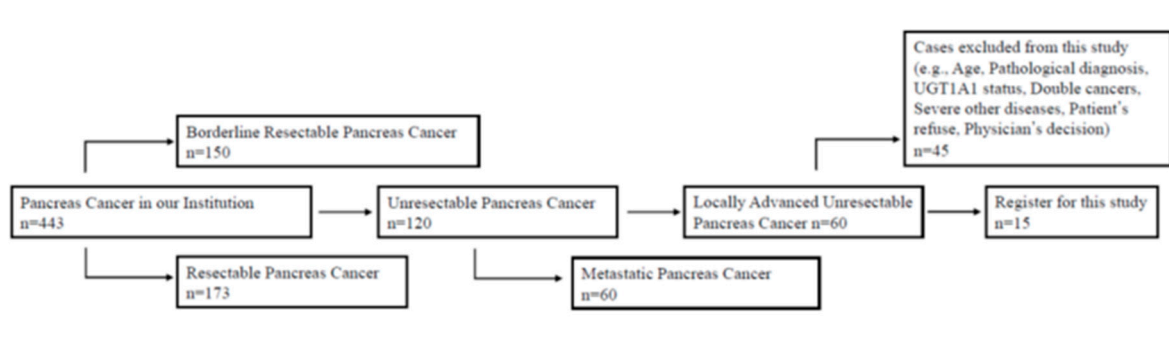 Cases excluded from this study
(e.g., Age, Pathological diagnosis,
UGT1A1 status, Double cancers,
Severe other diseases, Patient's
refuse, Physician's decision)
n=45
Borderline Resectable Pancreas Cancer
n=150
Pancreas Cancer in our Institution
n=443
Unresectable Pancreas Cancer
n=120
Locally Advanced Unresectable
Pancreas Cancer n=60
Register for this study
n=15
Resectable Pancreas Cancer
n=173
Metastatic Pancreas Cancer
n=60